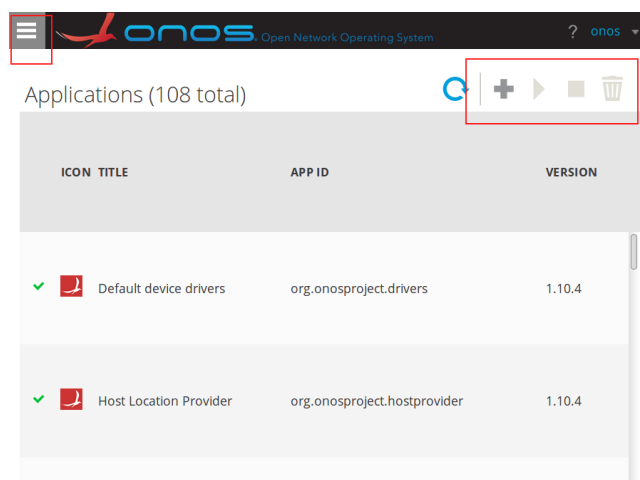 onos. Open Network Operating System ? onos
Applications (108 total)
ICON TITLE APP ID VERSION
Default device drivers org.onosproject.drivers 1.10.4
Host Location Provider org.onosproject.hostprovider 1.10.4